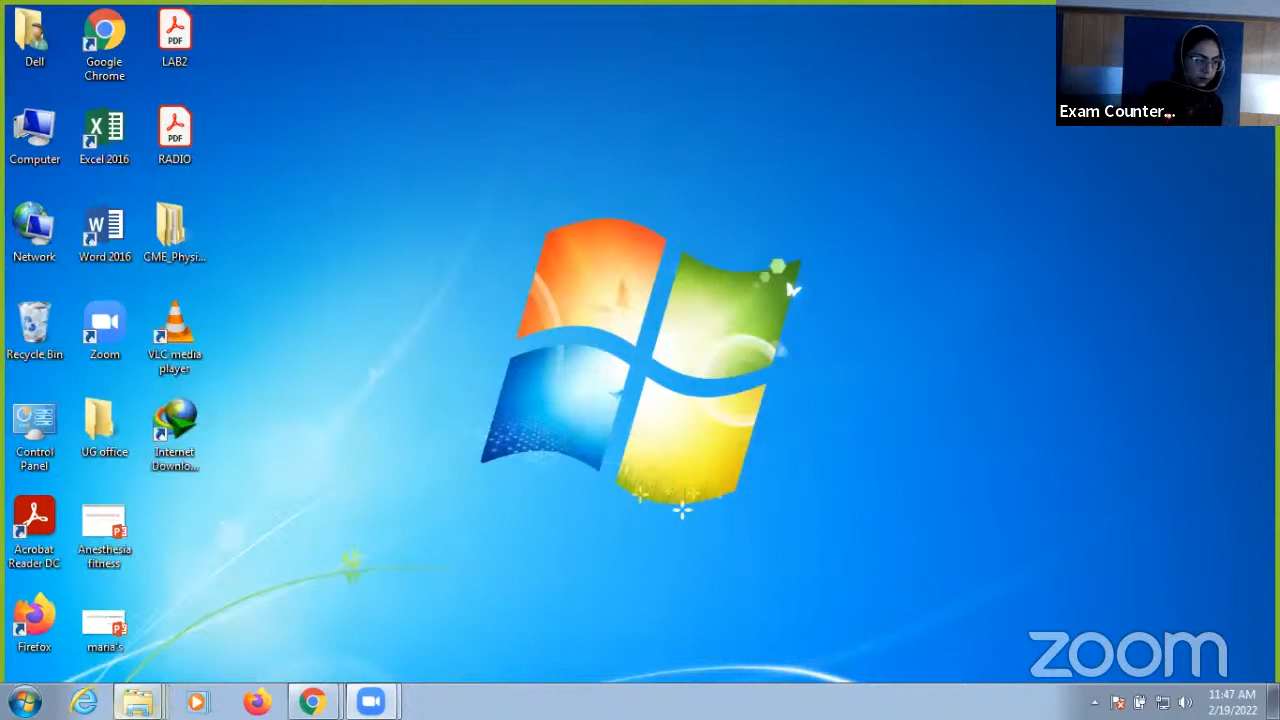 Dell
Google
Chrome
LAB2
Computer
Excel 2016
RADIO
Network
Word 2016
CME_Physi...
Recycle Bin
Zoom
VLC media
player
Control
Panel
UG office
Internet
Downlo...
Acrobat
Reader DC
Anesthesia
fitness
Firefox
maria's
PDF
PDF
Exam Counter...
zoom
11:47 AM
2/19/2022